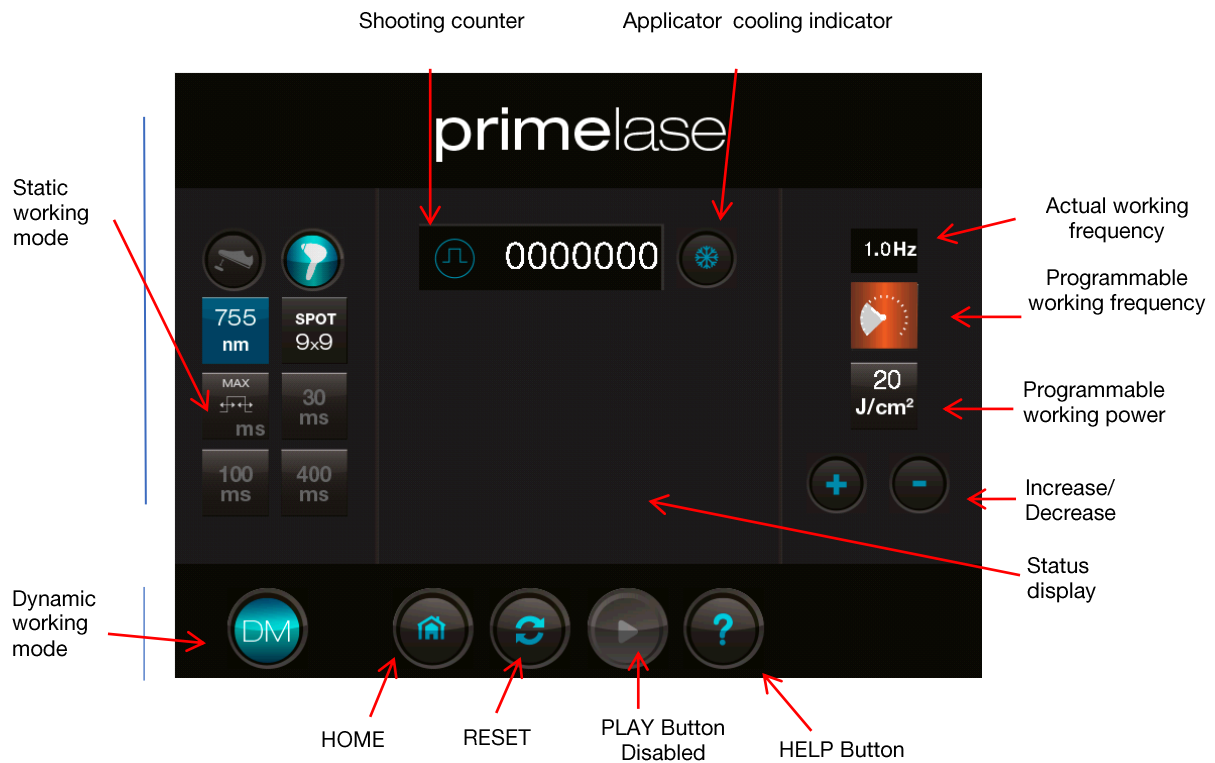 Shooting counter
Applicator cooling indicator
primelase
Static
working
mode
0000000
Actual working
frequency
1.0Hz
Programmable
working frequency
755
nm
SPOT
9x9
MAX
ms
30
ms
20
J/cm²
Programmable
working power
100
ms
400
ms
+
-
Increase/
Decrease
Status
display
Dynamic
working
mode
DM
?
HOME
RESET
PLAY Button
Disabled
HELP Button